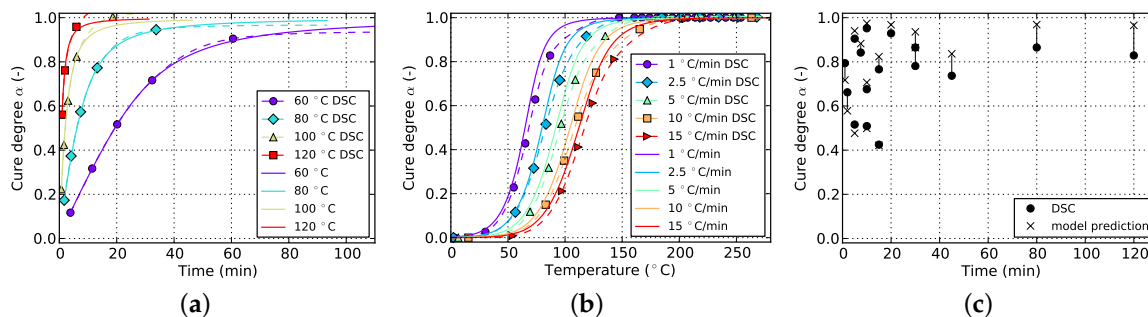 Cure degree α (-)
1.0
0.8
0.6
0.4
0.2
0.0
60 °C DSC
80 °C DSC
100 °C DSC
120 °C DSC
60 °C
80 °C
100 °C
120 °C
0 20 40 60 80 100
Time (min)
(a)
Cure degree α (-)
1.0
0.8
0.6
0.4
0.2
0.0
1 °C/min DSC
2.5 °C/min DSC
5 °C/min DSC
10 °C/min DSC
15 °C/min DSC
1 °C/min
2.5 °C/min
5 °C/min
10 °C/min
15 °C/min
0 50 100 150 200 250
Temperature (°C)
(b)
Cure degree α (-)
1.0
0.8
0.6
0.4
0.2
0.0
DSC
model prediction
0 20 40 60 80 100 120
Time (min)
(c)